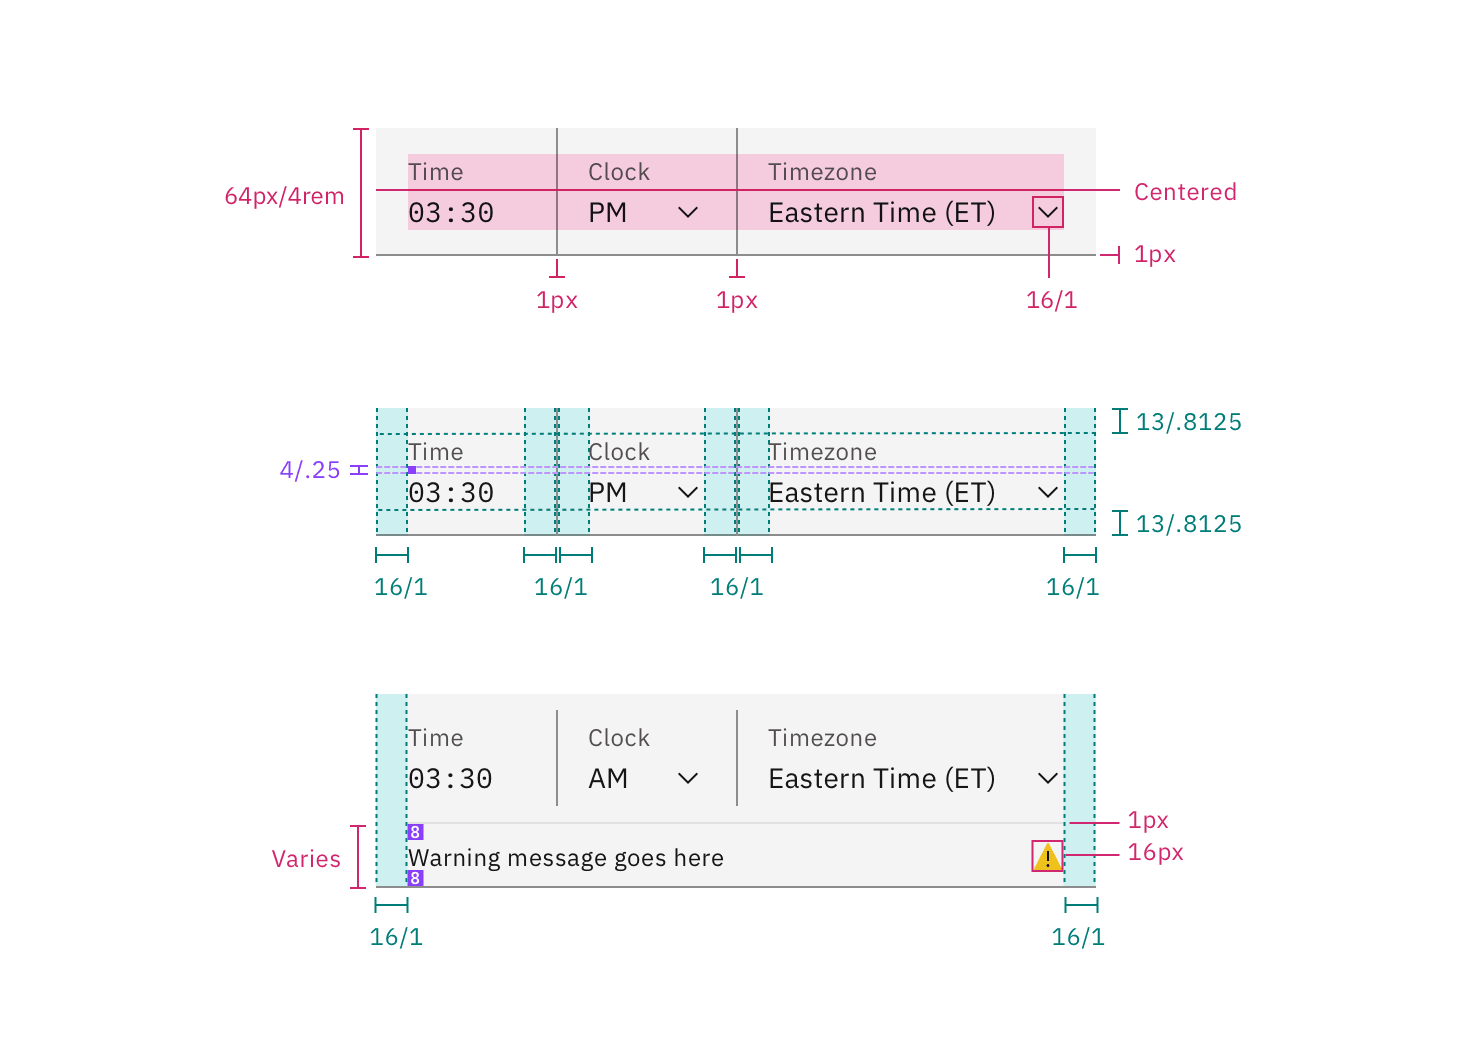 Time Clock Timezone
64px/4rem Centered
03:30 PM Eastern Time (ET)
1px
1px 1px 16/1
13/.8125
Time Clock Timezone
4/.25
03:30 PM Eastern Time (ET)
13/.8125
16/1 16/1 16/1 16/1
Time Clock Timezone
03:30 AM Eastern Time (ET)
1px
8
Varies Warning message goes here 16px
8
16/1 16/1